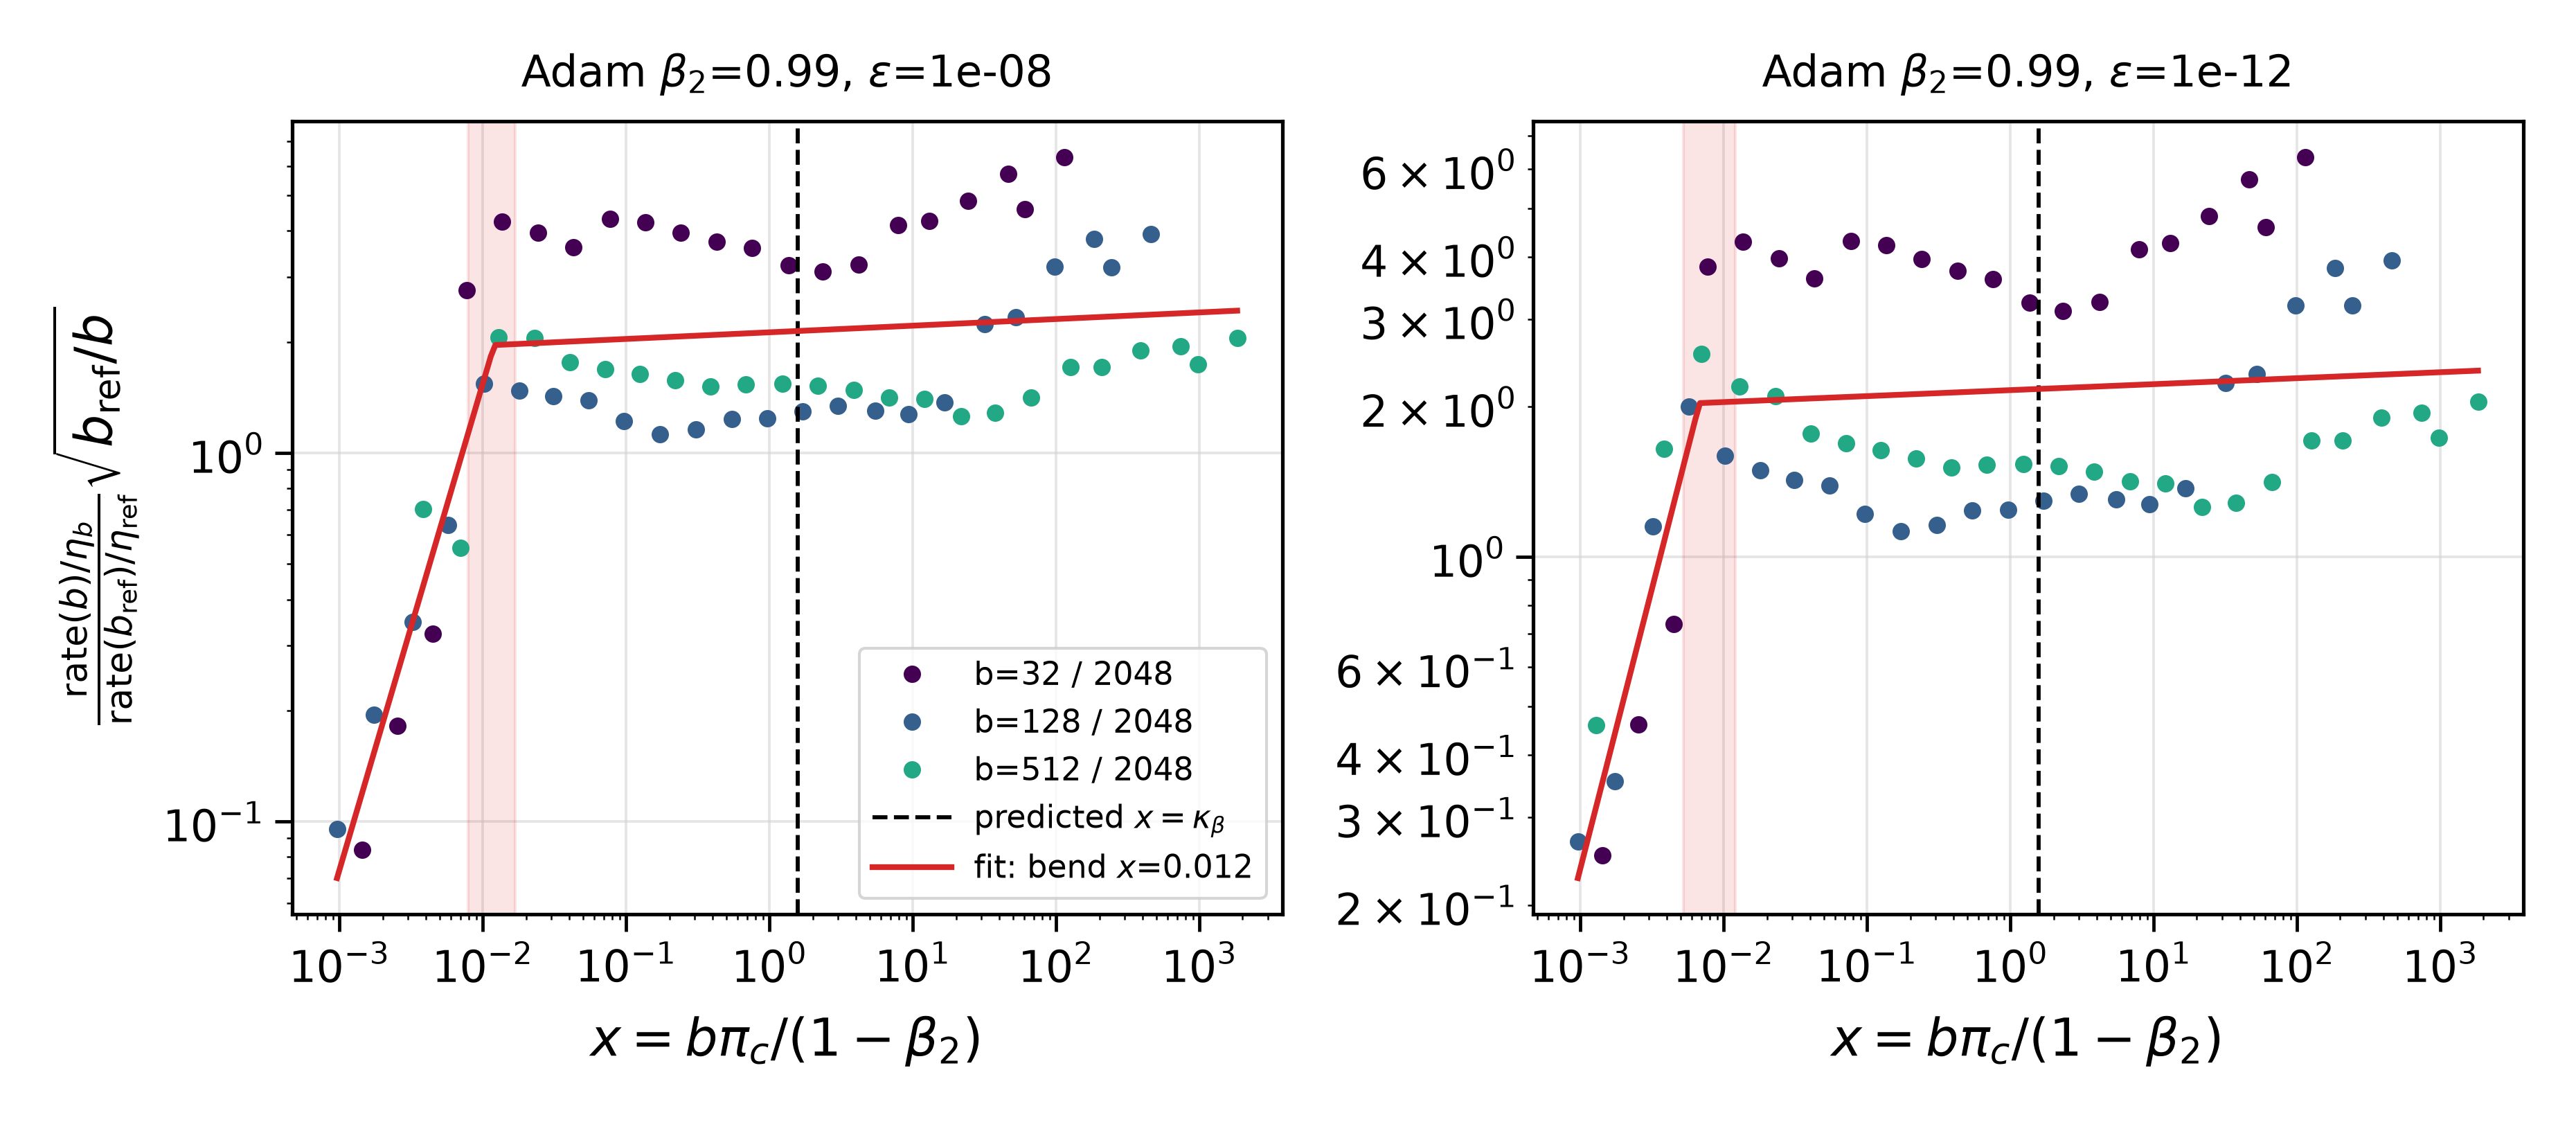 Adam β₂=0.99, ε=1e-08
rate(b)/η_b / rate(b_ref)/η_ref √b_ref/b
10⁰
10⁻¹
b=32 / 2048
b=128 / 2048
b=512 / 2048
predicted x = κ_β
fit: bend x=0.012
10⁻³ 10⁻² 10⁻¹ 10⁰ 10¹ 10² 10³
x = bπ_c/(1 − β₂)
Adam β₂=0.99, ε=1e-12
6 × 10⁰
4 × 10⁰
3 × 10⁰
2 × 10⁰
10⁰
6 × 10⁻¹
4 × 10⁻¹
3 × 10⁻¹
2 × 10⁻¹
10⁻³ 10⁻² 10⁻¹ 10⁰ 10¹ 10² 10³
x = bπ_c/(1 − β₂)